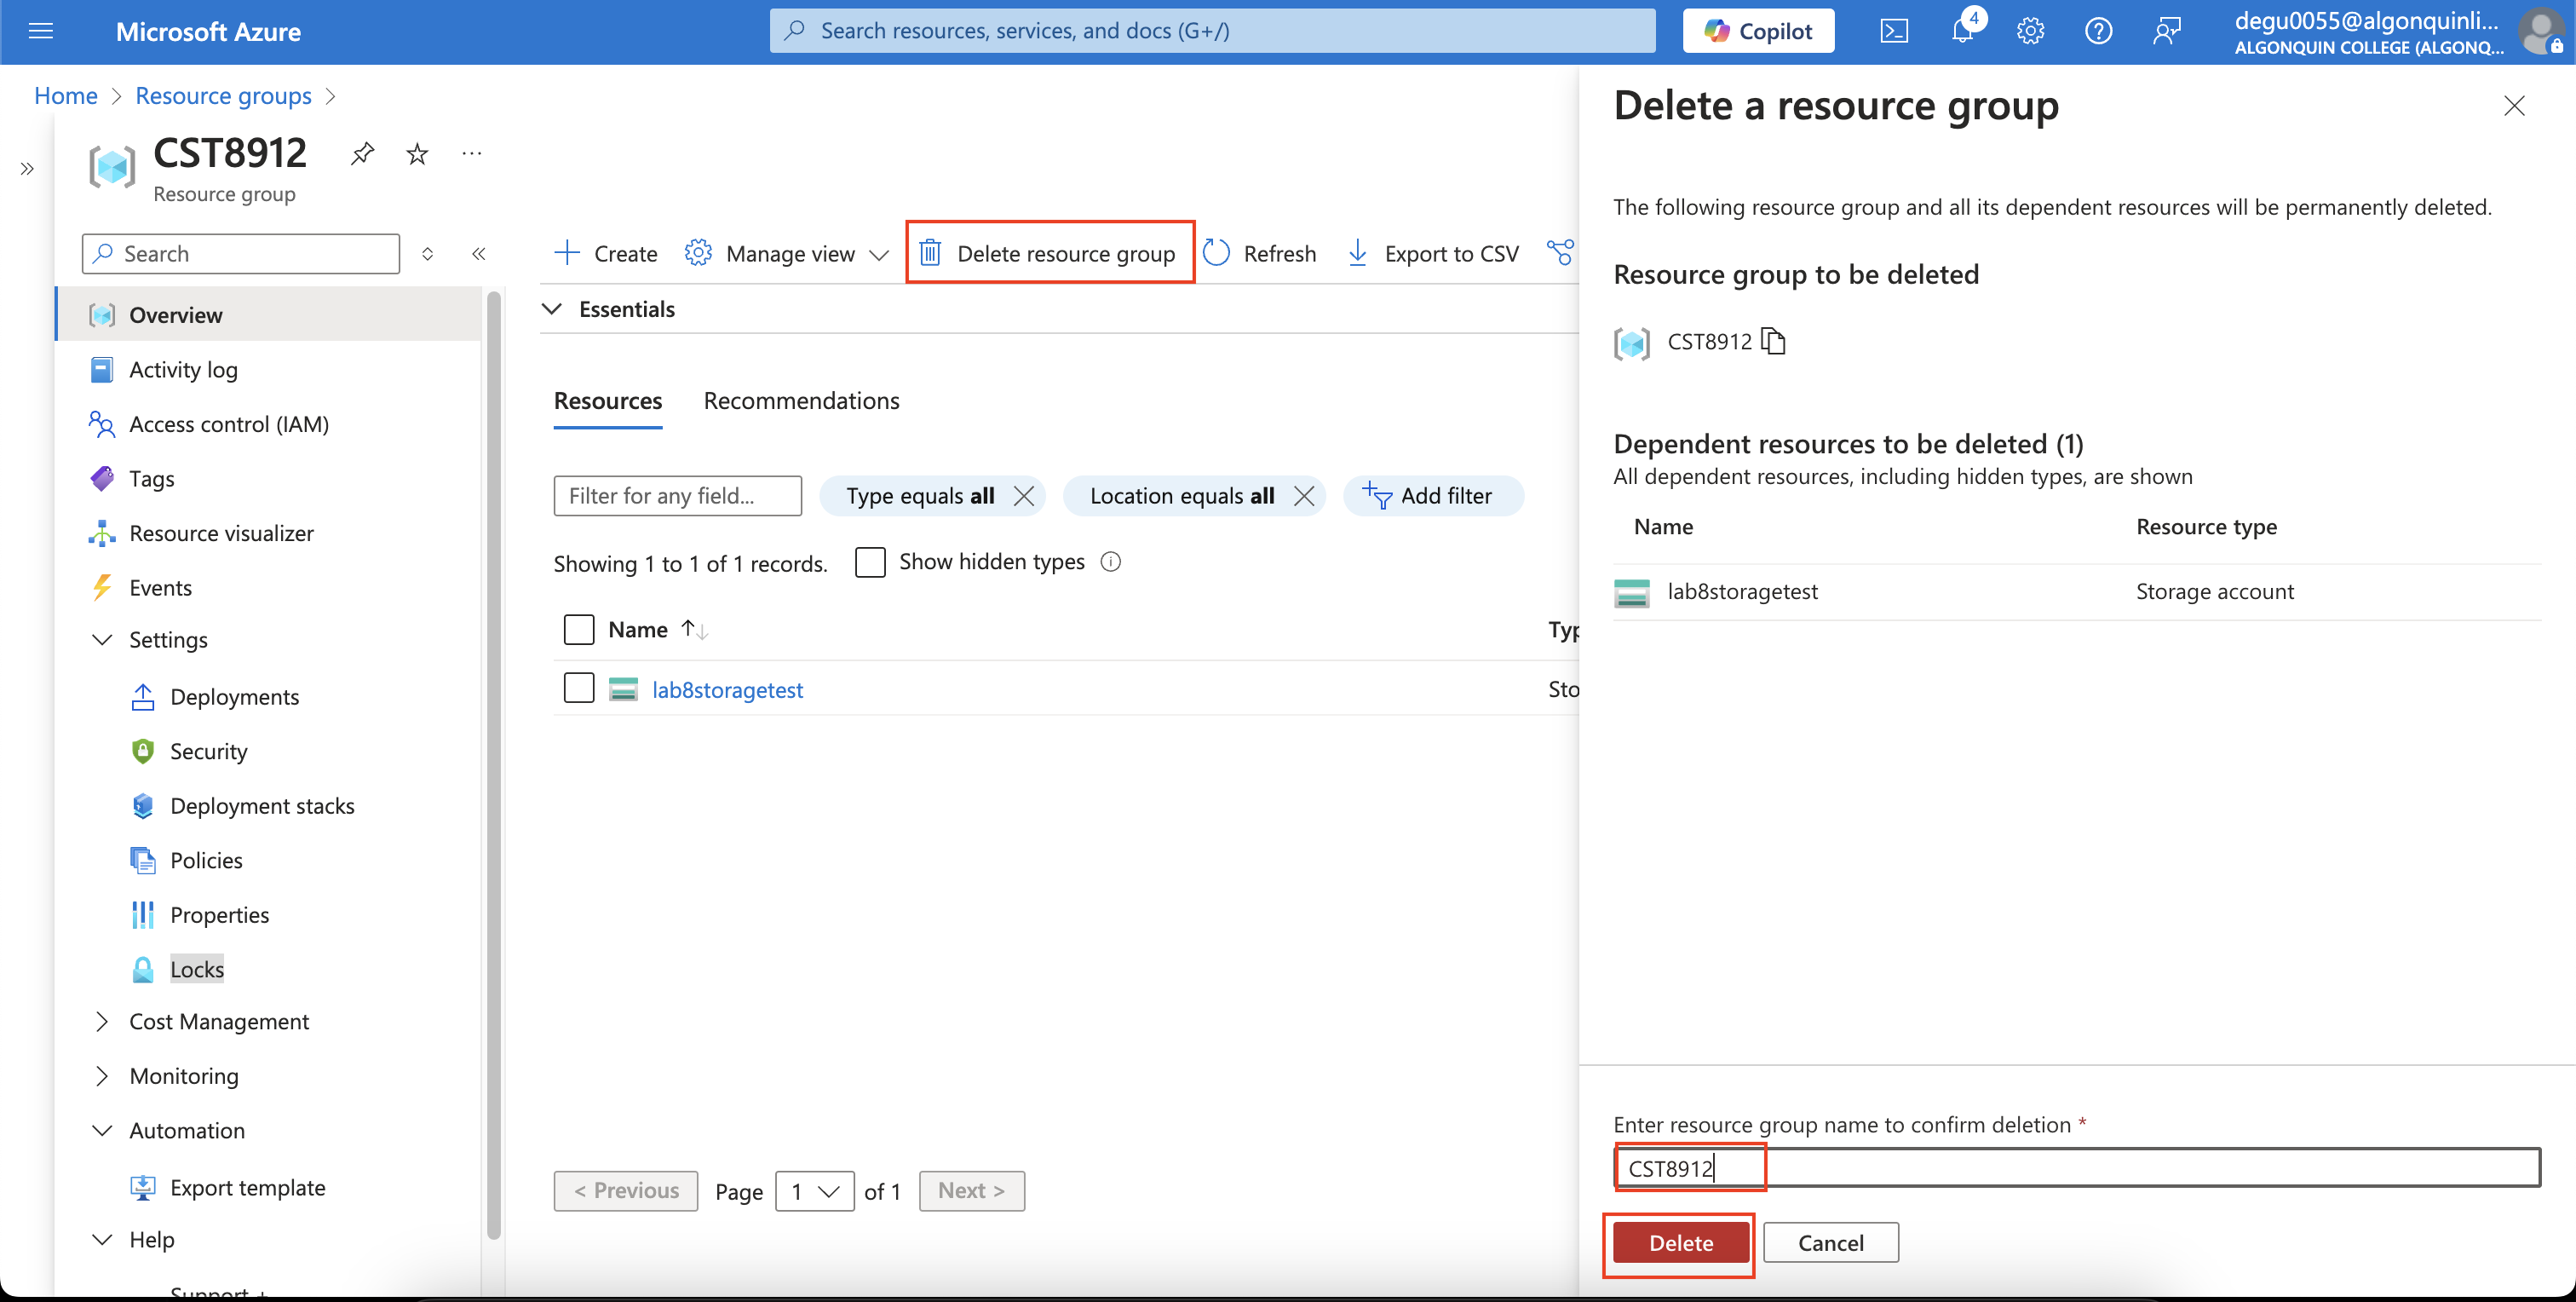 Microsoft Azure
Search resources, services, and docs (G+/)
Copilot
4
degu0055@algonquinli...
ALGONQUIN COLLEGE (ALGONQ...
Home > Resource groups >
CST8912
Resource group
Search
Overview
Activity log
Access control (IAM)
Tags
Resource visualizer
Events
Settings
Deployments
Security
Deployment stacks
Policies
Properties
Locks
Cost Management
Monitoring
Automation
Export template
Help
Create
Manage view
Delete resource group
Refresh
Export to CSV
Essentials
Resources
Recommendations
Filter for any field...
Type equals all
Location equals all
Add filter
Showing 1 to 1 of 1 records.
Show hidden types
Name
Typ
lab8storagetest
Sto
< Previous
Page
1
of 1
Next >
Delete a resource group
The following resource group and all its dependent resources will be permanently deleted.
Resource group to be deleted
CST8912
Dependent resources to be deleted (1)
All dependent resources, including hidden types, are shown
Name
Resource type
lab8storagetest
Storage account
Enter resource group name to confirm deletion *
CST8912
Delete
Cancel